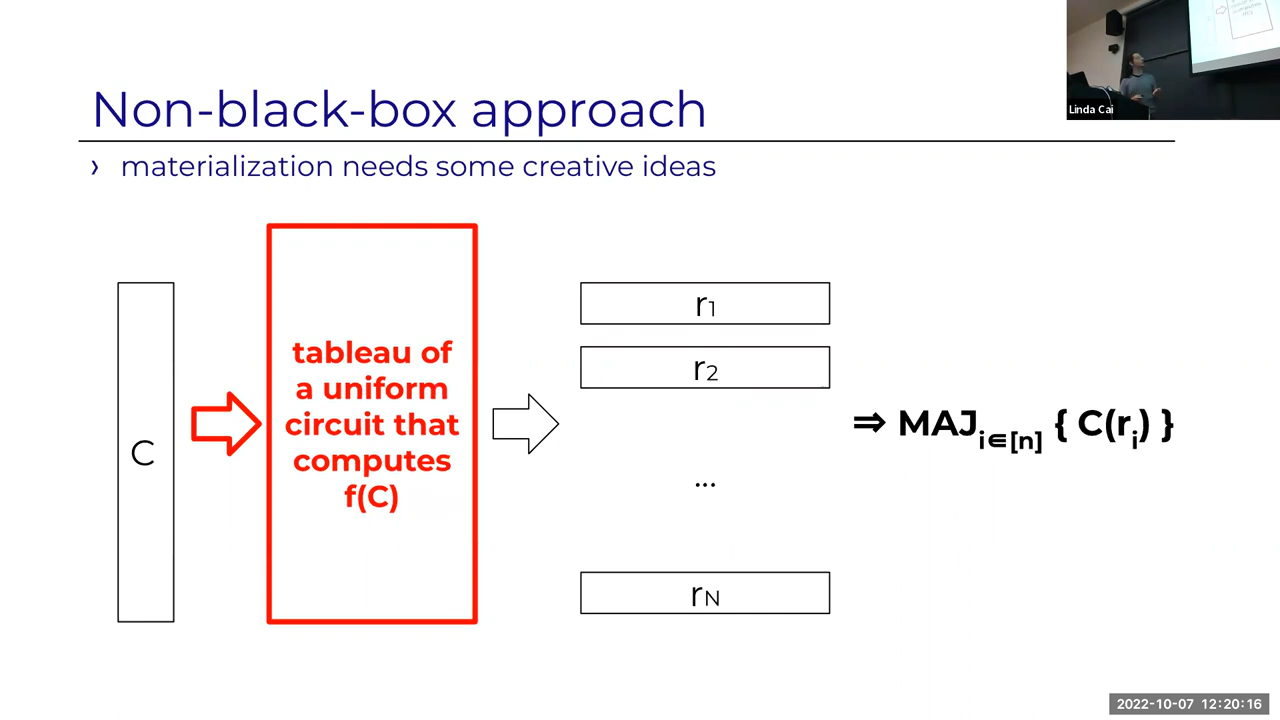 Non-black-box approach
› materialization needs some creative ideas
C
tableau of
a uniform
circuit that
computes
f(C)
r1
r2
...
rN
⇒ MAJi∈[n] { C(ri) }
Linda Cai
2022-10-07 12:20:16